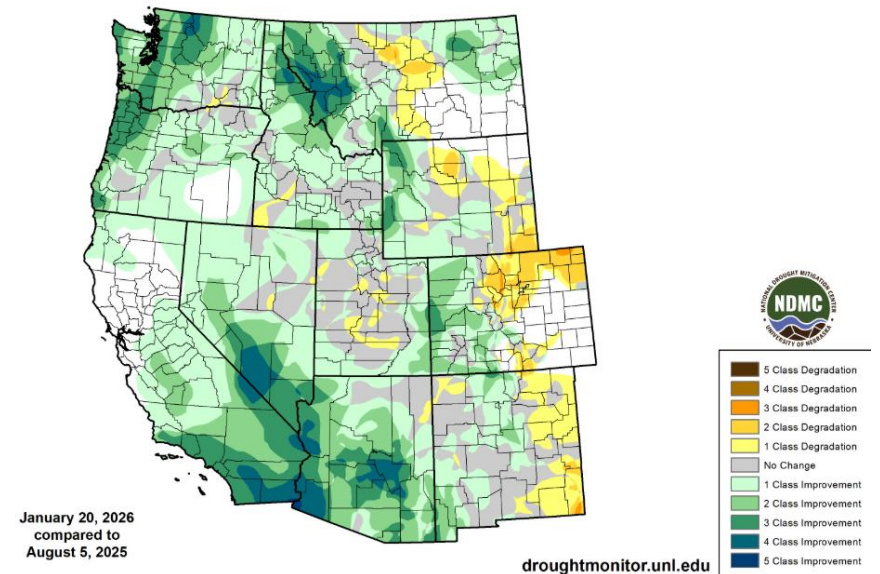 NATIONAL DROUGHT MITIGATION CENTER
NDMC
UNIVERSITY OF NEBRASKA
5 Class Degradation
4 Class Degradation
3 Class Degradation
2 Class Degradation
1 Class Degradation
No Change
1 Class Improvement
2 Class Improvement
3 Class Improvement
4 Class Improvement
5 Class Improvement
January 20, 2026
compared to
August 5, 2025
droughtmonitor.unl.edu